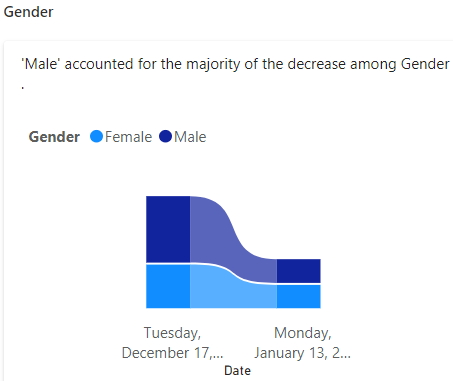 Gender
'Male' accounted for the majority of the decrease among Gender
.
Gender Female Male
Tuesday, Monday,
December 17,... January 13, 2...
Date